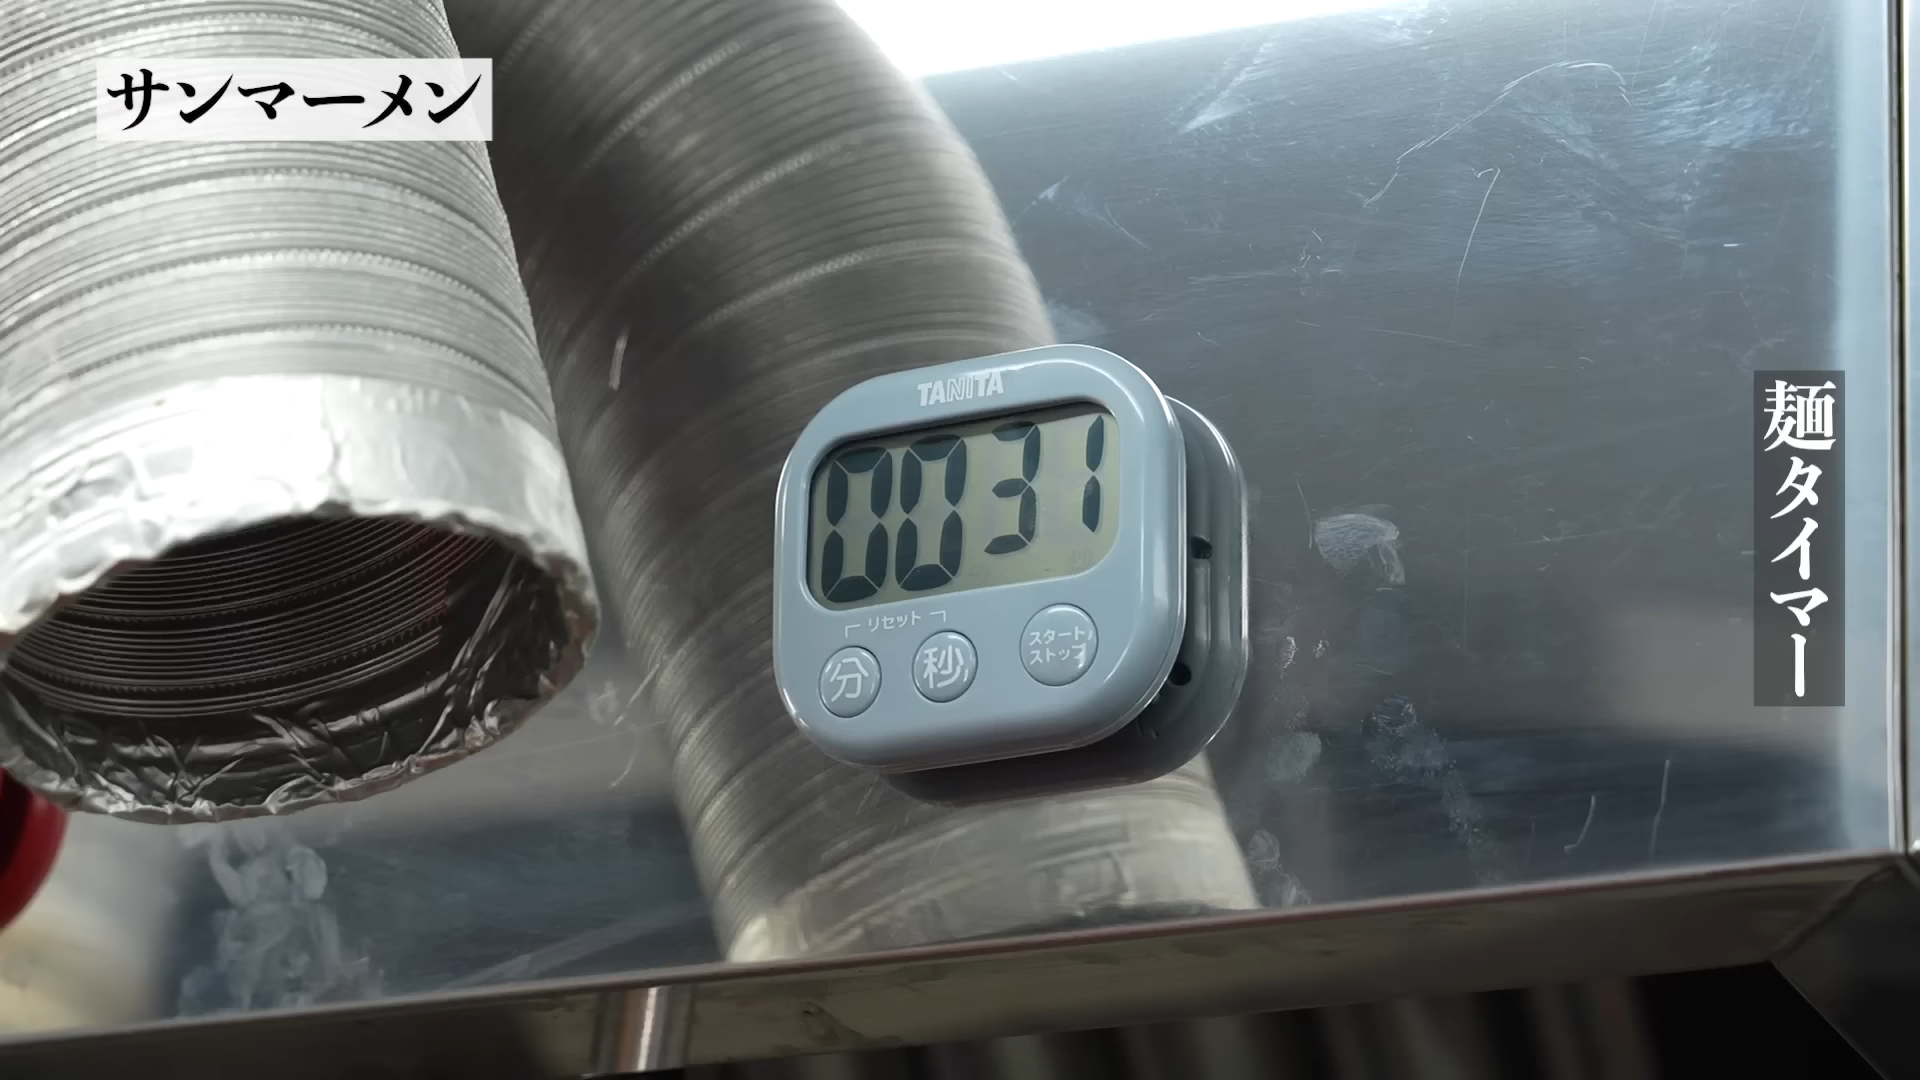 サンマーメン
麺タイマー
TANITA
0031
リセット
分
秒
スタート
ストップ